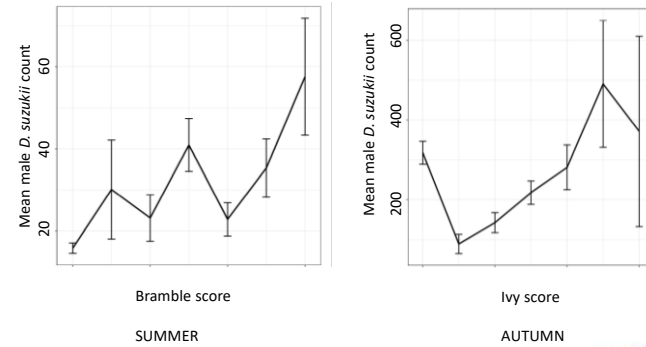 Mean male D. suzukii count
60
40
20
Bramble score
SUMMER
Mean male D. suzukii count
600
400
200
Ivy score
AUTUMN